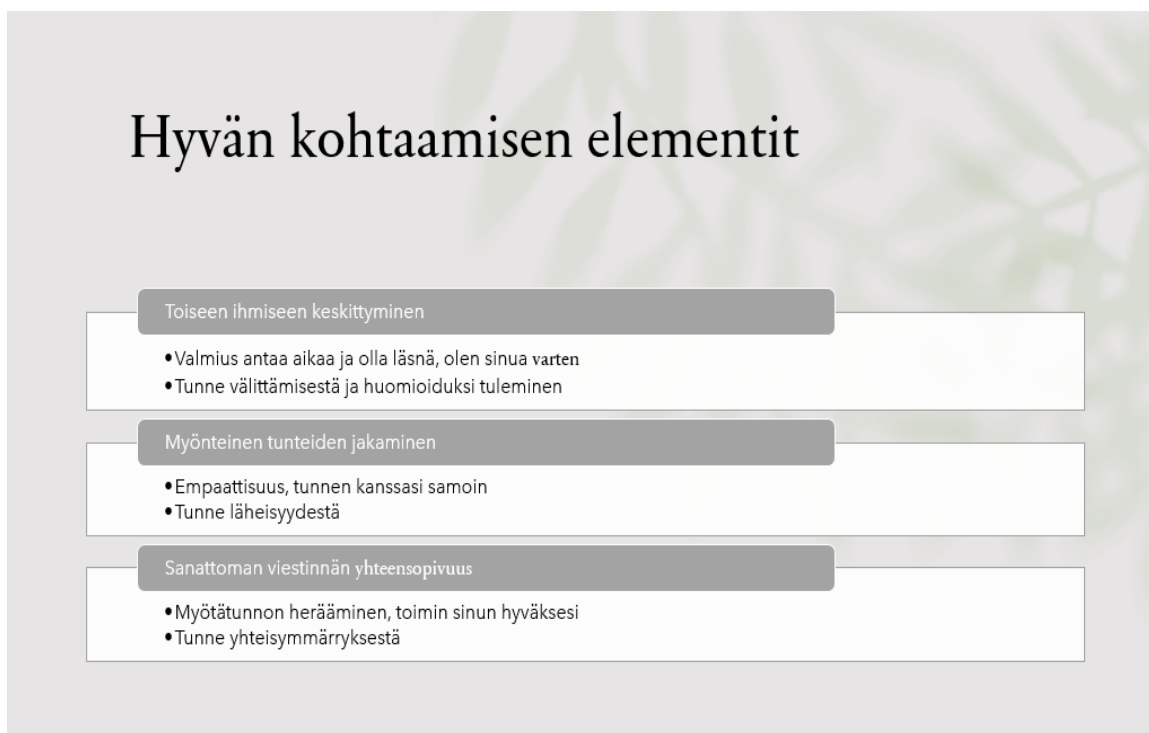 Hyvän kohtaamisen elementit
Toiseen ihmiseen keskittyminen
•Valmius antaa aikaa ja olla läsnä, olen sinua varten
•Tunne välittämisestä ja huomioiduksi tuleminen
Myönteinen tunteiden jakaminen
•Empaattisuus, tunnen kanssasi samoin
•Tunne läheisyydestä
Sanattoman viestinnän yhteensopivuus
•Myötätunnon herääminen, toimin sinun hyväksesi
•Tunne yhteisymmärryksestä